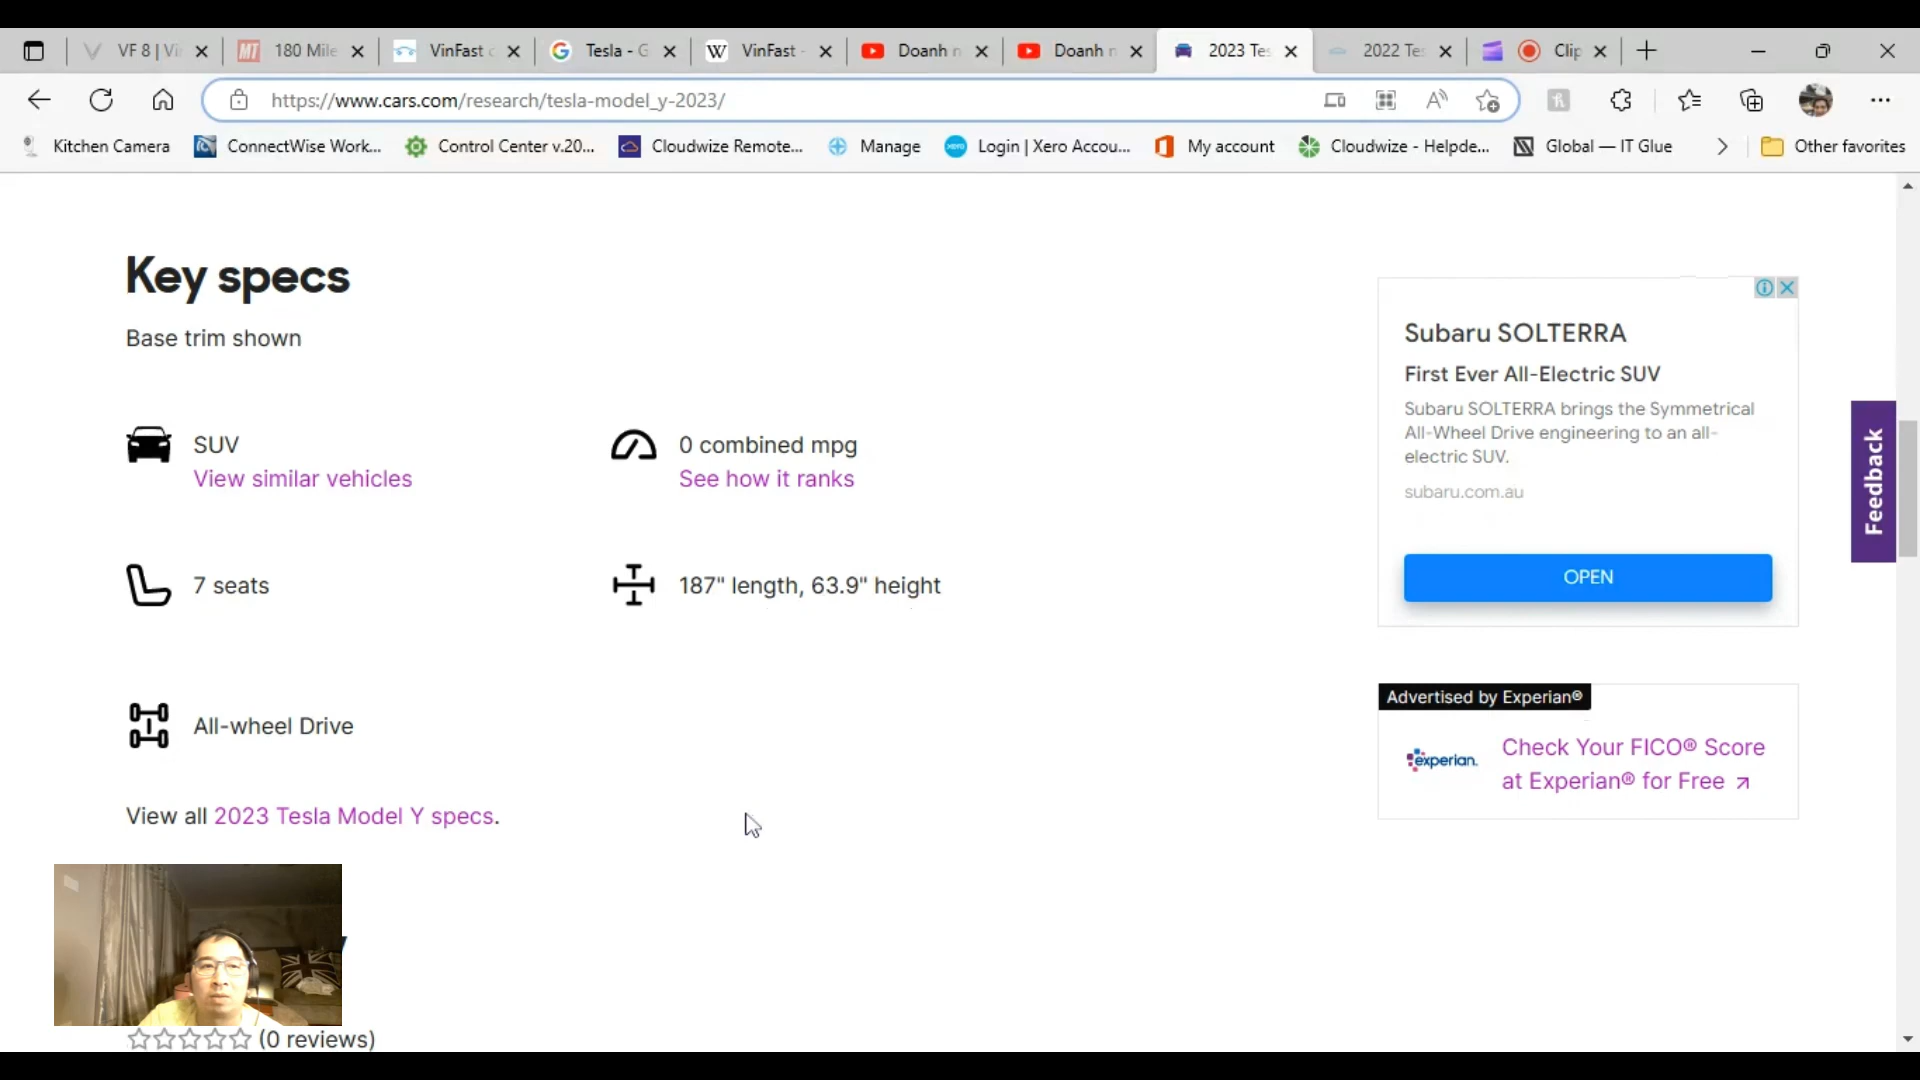 VF 8 | Vi
180 Mile
VinFast c
Tesla - G
VinFast -
Doanh n
Doanh n
2023 Tes
2022 Tes
Clip
https://www.cars.com/research/tesla-model_y-2023/
Kitchen Camera
ConnectWise Work...
Control Center v.20...
Cloudwize Remote...
Manage
Login | Xero Accou...
My account
Cloudwize - Helpde...
Global — IT Glue
Other favorites
Key specs
Base trim shown
SUV
View similar vehicles
0 combined mpg
See how it ranks
7 seats
187" length, 63.9" height
All-wheel Drive
View all 2023 Tesla Model Y specs.
(0 reviews)
Subaru SOLTERRA
First Ever All-Electric SUV
Subaru SOLTERRA brings the Symmetrical
All-Wheel Drive engineering to an all-
electric SUV.
subaru.com.au
OPEN
Feedback
Advertised by Experian®
experian.
Check Your FICO® Score
at Experian® for Free